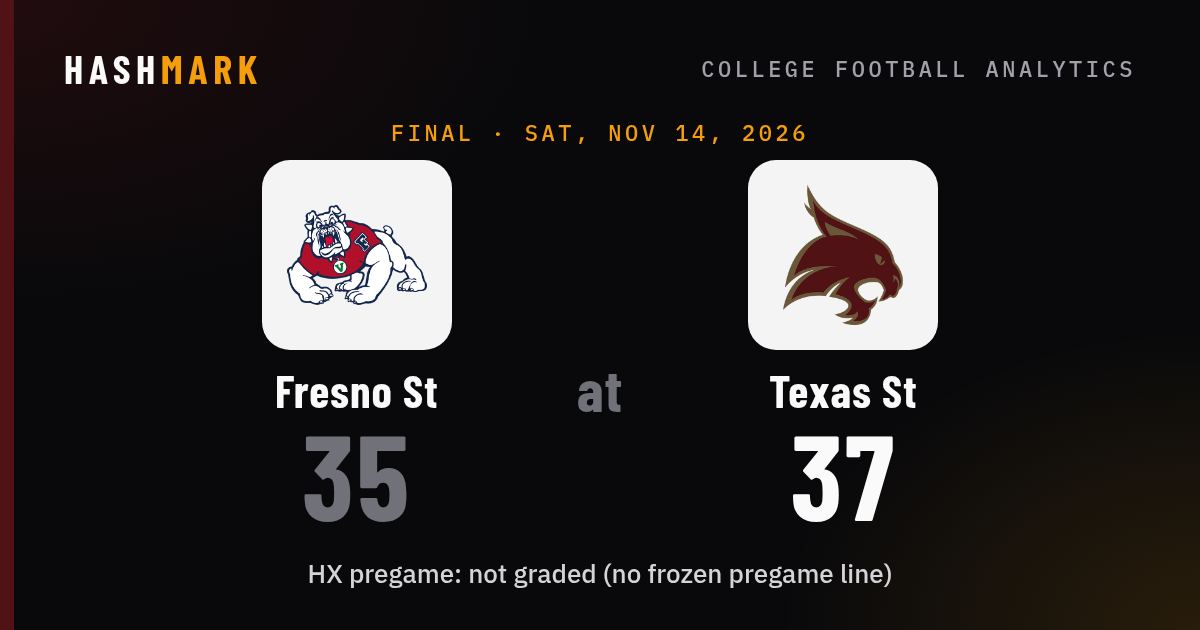 HASHMARK
COLLEGE FOOTBALL ANALYTICS
FINAL · SAT, NOV 14, 2026
Fresno St
at
Texas St
35
37
HX pregame: not graded (no frozen pregame line)